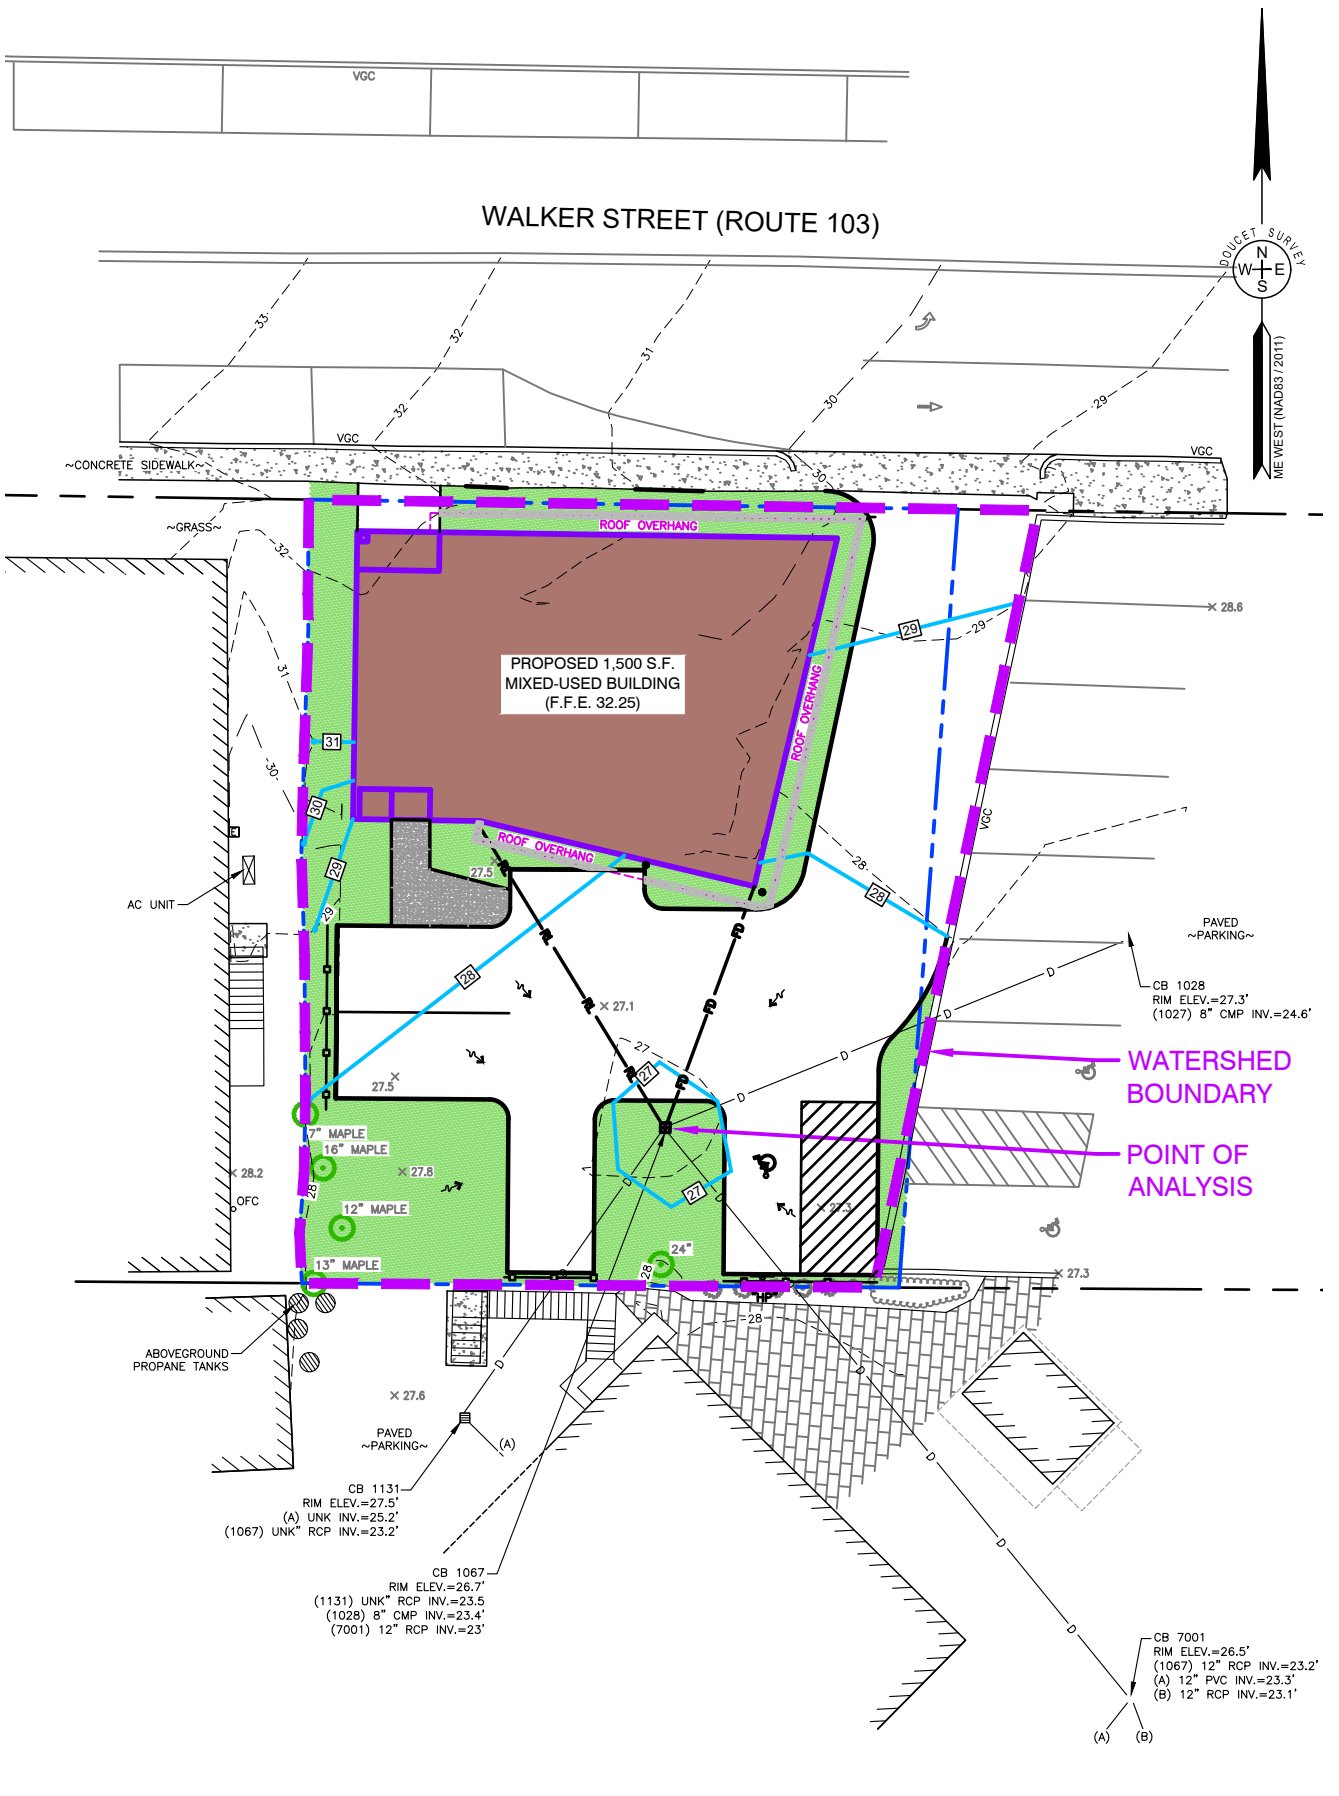 VGC
WALKER STREET (ROUTE 103)
DOUCET SURVEY
N
W E
S
ME WEST (NAD83 / 2011)
33
32
31
30
29
32
VGC
VGC
~CONCRETE SIDEWALK~
30
~GRASS~
ROOF OVERHANG
32
28.6
29
29
31
PROPOSED 1,500 S.F.
MIXED-USED BUILDING
(F.F.E. 32.25)
ROOF OVERHANG
31
30
30
VGC
E
ROOF OVERHANG
28
29
27.5
28
AC UNIT
29
PAVED
~PARKING~
FD
28
D
CB 1028
RIM ELEV.=27.3'
(1027) 8" CMP INV.=24.6'
27.1
FD
D
27
D
WATERSHED
BOUNDARY
27.5
27
FD
D
7" MAPLE
16" MAPLE
POINT OF
ANALYSIS
28.2
27.8
D
28
27
D
OFC
12" MAPLE
27.3
24"
13" MAPLE
28
27.3
HP
28
ABOVEGROUND
PROPANE TANKS
D
D
27.6
PAVED
~PARKING~
(A)
D
CB 1131
RIM ELEV.=27.5'
(A) UNK INV.=25.2'
(1067) UNK" RCP INV.=23.2'
D
CB 1067
RIM ELEV.=26.7'
(1131) UNK" RCP INV.=23.5
(1028) 8" CMP INV.=23.4'
(7001) 12" RCP INV.=23'
D
CB 7001
RIM ELEV.=26.5'
(1067) 12" RCP INV.=23.2'
(A) 12" PVC INV.=23.3'
(B) 12" RCP INV.=23.1'
(A) (B)